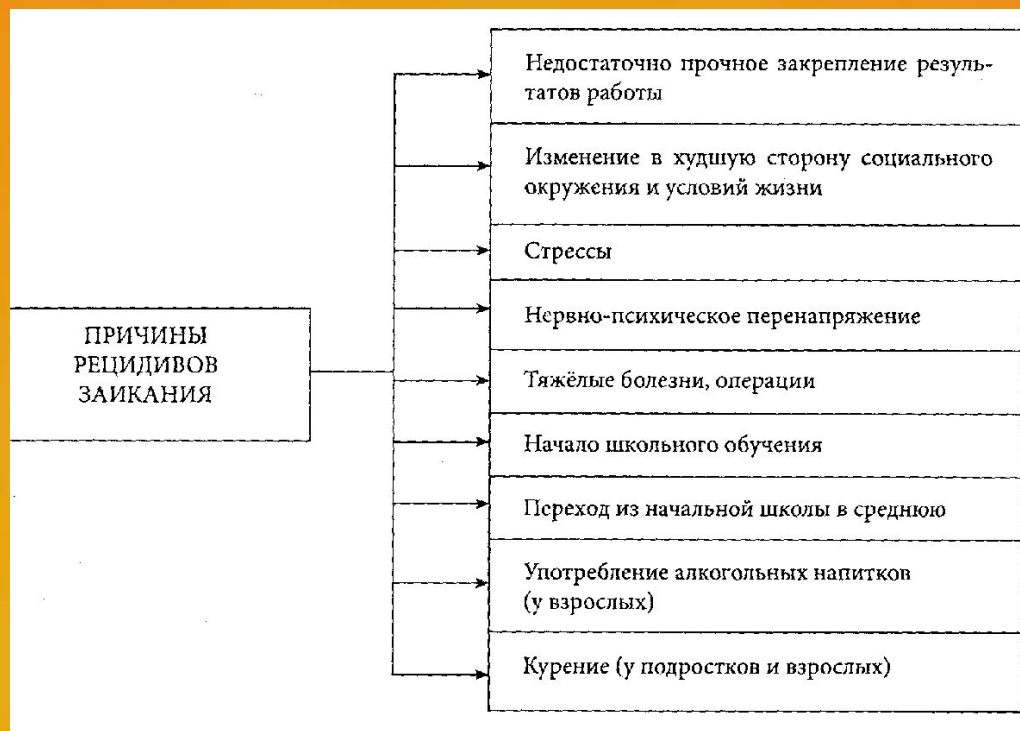 ПРИЧИНЫ
РЕЦИДИВОВ
ЗАИКАНИЯ
Недостаточно прочное закрепление резуль-
татов работы
Изменение в худшую сторону социального
окружения и условий жизни
Стрессы
Нервно-психическое перенапряжение
Тяжёлые болезни, операции
Начало школьного обучения
Переход из начальной школы в среднюю
Употребление алкогольных напитков
(у взрослых)
Курение (у подростков и взрослых)